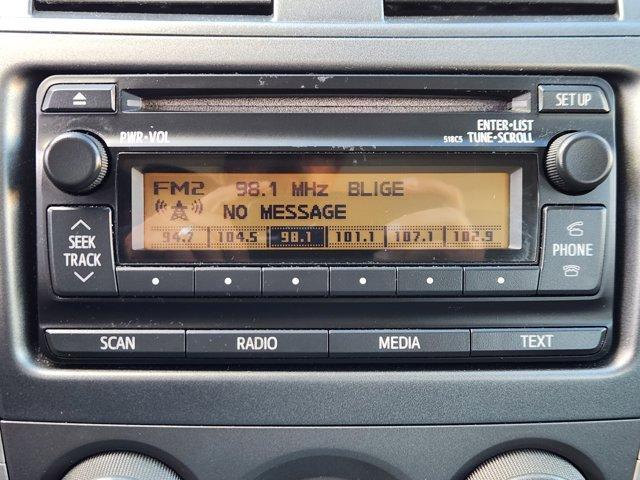 SET UP
PWR•VOL
ENTER•LIST
518C5 TUNE•SCROLL
FM2 98.1 MHz BLIGE
NO MESSAGE
94.7 104.5 98.1 101.1 107.1 102.9
SEEK
TRACK
PHONE
SCAN RADIO MEDIA TEXT